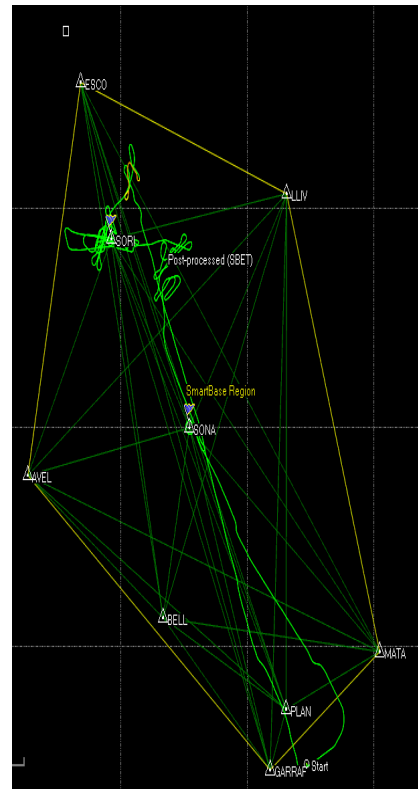 ESCO
LLIV
SORI
Post-processed (SBET)
SmartBase Region
SONA
AVEL
BELL
MATA
PLAN
GARRAF
Start